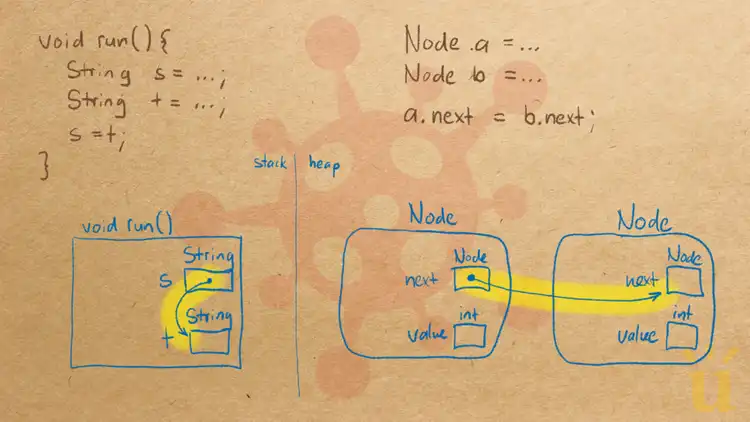 void run(){
String s = ...;
String t = ...;
s=t;
}
Node a =...
Node b =...
a.next = b.next;
stack heap
void run()
String
s
String
t
Node
Node
next
int
value
Node
Node
next
int
value
ü